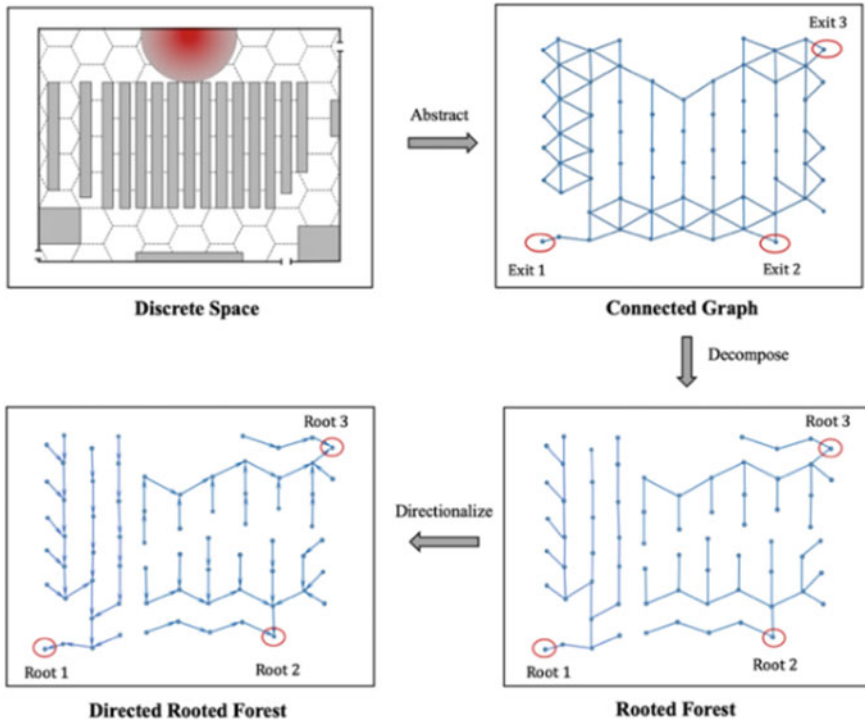 Exit 3
Abstract
Exit 1
Exit 2
Discrete Space
Connected Graph
Decompose
Root 3
Root 3
Directionalize
Root 1
Root 2
Root 1
Root 2
Directed Rooted Forest
Rooted Forest